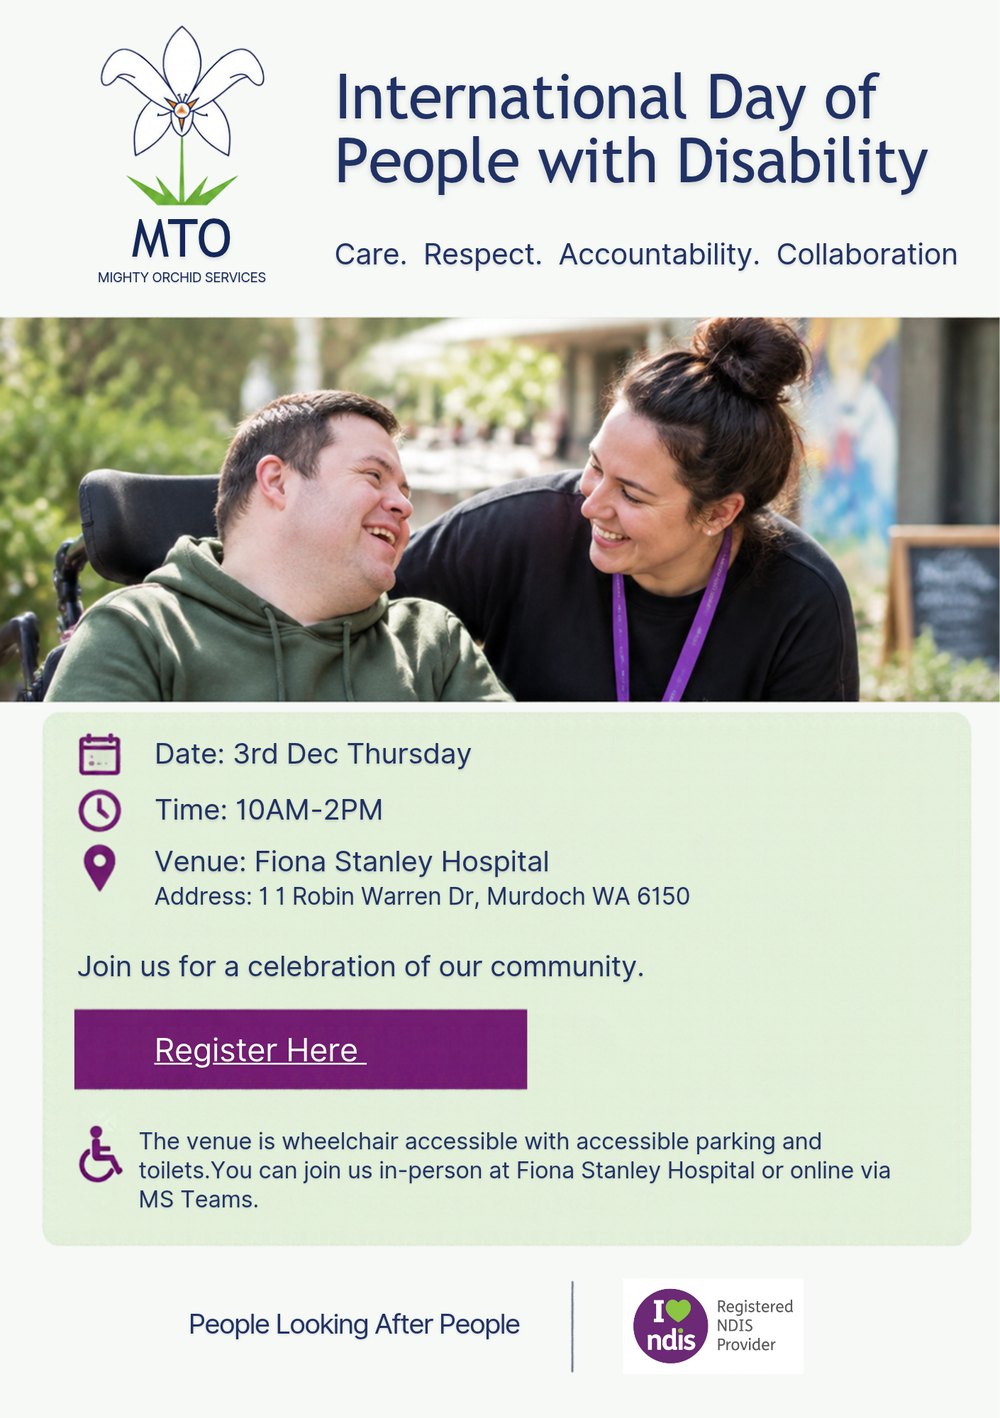 International Day of
People with Disability
MTO
MIGHTY ORCHID SERVICES
Care. Respect. Accountability. Collaboration
Date: 3rd Dec Thursday
Time: 10AM-2PM
Venue: Fiona Stanley Hospital
Address: 1 1 Robin Warren Dr, Murdoch WA 6150
Join us for a celebration of our community.
Register Here
The venue is wheelchair accessible with accessible parking and
toilets.You can join us in-person at Fiona Stanley Hospital or online via
MS Teams.
People Looking After People
I
ndis
Registered
NDIS
Provider